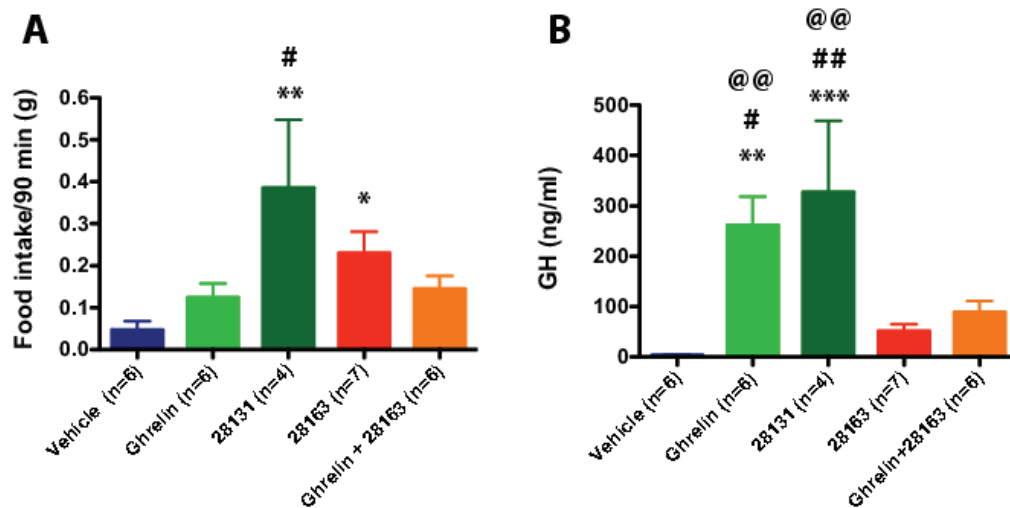 A
#
**
*
Food intake/90 min (g)
0.6
0.5
0.4
0.3
0.2
0.1
0.0
Vehicle (n=6)
Ghrelin (n=6)
28131 (n=4)
28163 (n=7)
Ghrelin + 28163 (n=6)
B
@@
##
***
@@
#
**
GH (ng/ml)
500
400
300
200
100
0
Vehicle (n=6)
Ghrelin (n=6)
28131 (n=4)
28163 (n=7)
Ghrelin+28163 (n=6)